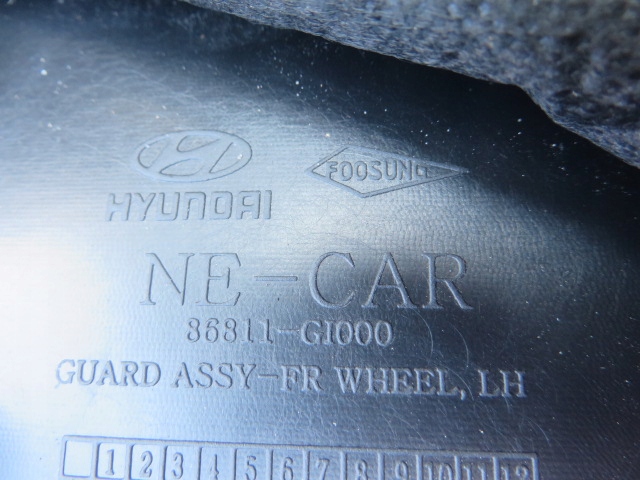 HYUNDAI
FOOSUNG
NE-CAR
86811-GI000
GUARD ASSY-FR WHEEL, LH
1 2 3 4 5 6 7 8 9 10 11 12